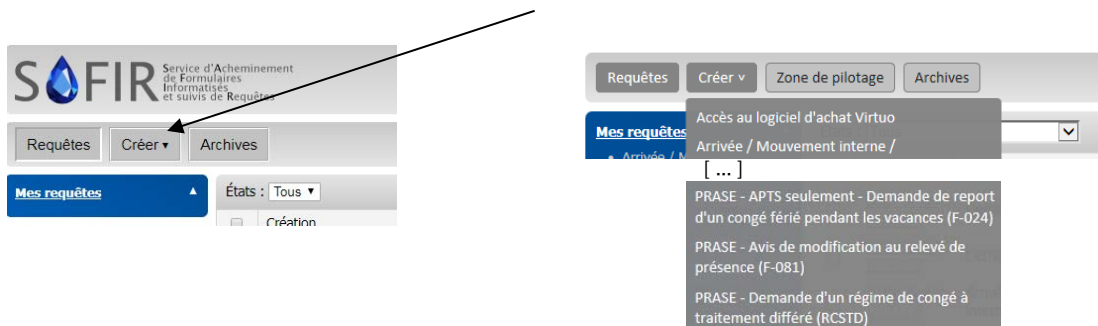 SOFIR
Service d'Acheminement
de Formulaires
Informatisés
et suivis de Requêtes
Requêtes Créer ▾ Archives
Mes requêtes ▲
États : Tous ▼
Création
Requêtes Créer v Zone de pilotage Archives
Mes requêtes
Accès au logiciel d'achat Virtuo
Arrivée / Mouvement interne /
[ ... ]
PRASE - APTS seulement - Demande de report
d'un congé férié pendant les vacances (F-024)
PRASE - Avis de modification au relevé de
présence (F-081)
PRASE - Demande d'un régime de congé à
traitement différé (RCSTD)